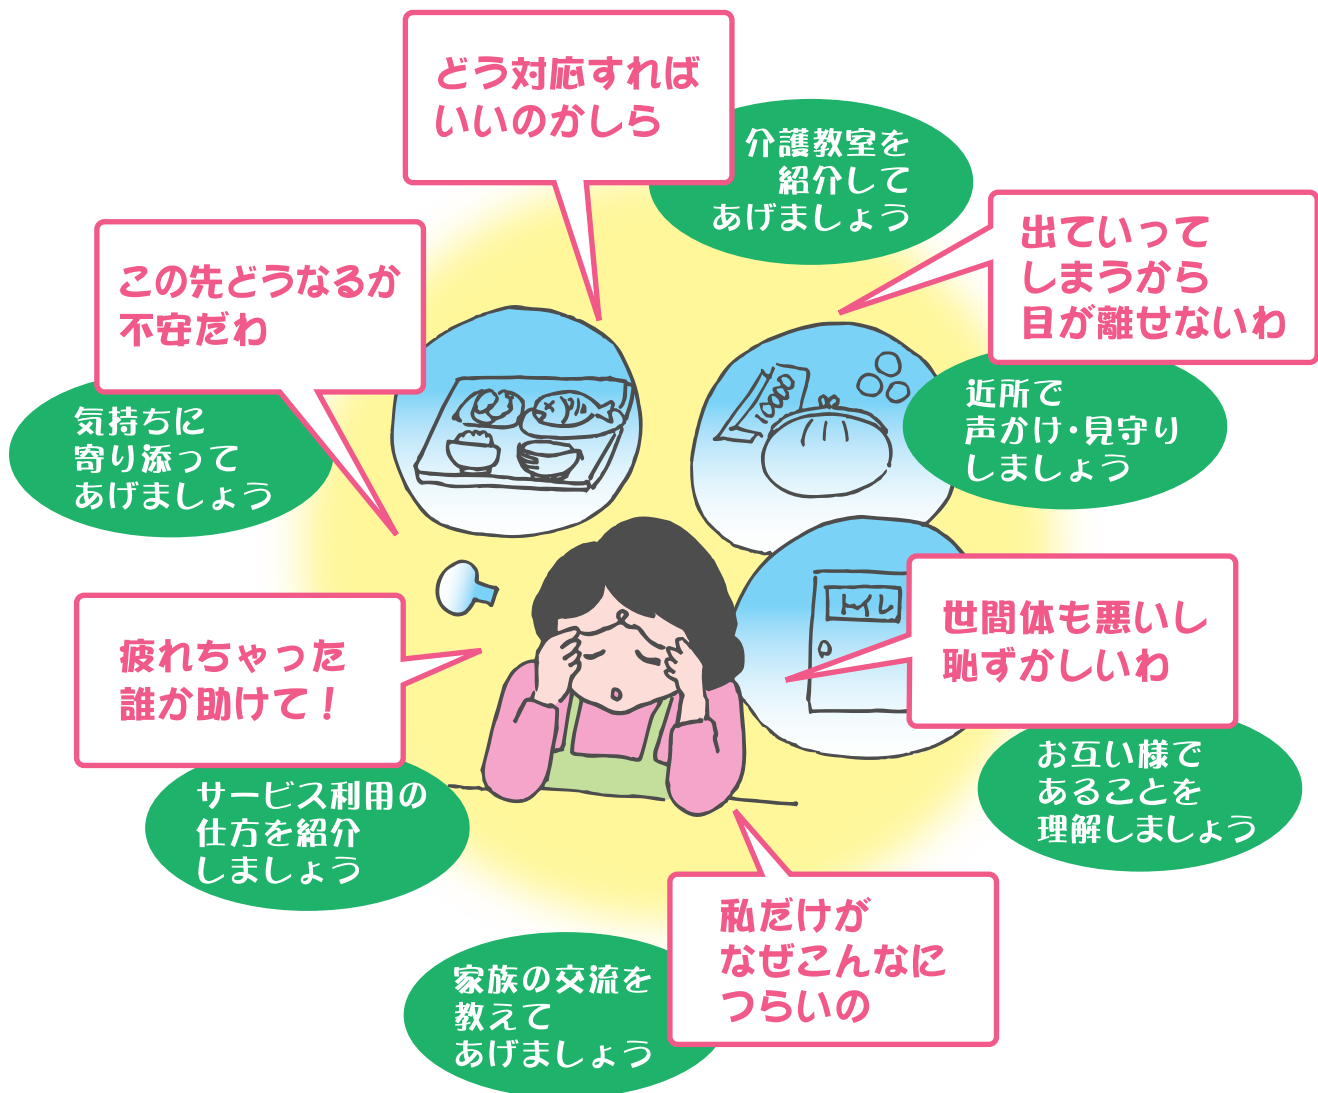 どう対応すれば
いいのかしら
介護教室を
紹介して
あげましょう
出ていって
しまうから
目が離せないわ
近所で
声かけ・見守り
しましょう
この先どうなるか
不安だわ
気持ちに
寄り添って
あげましょう
10000
トイレ
世間体も悪いし
恥ずかしいわ
お互い様で
あることを
理解しましょう
疲れちゃった
誰か助けて！
サービス利用の
仕方を紹介
しましょう
私だけが
なぜこんなに
つらいの
家族の交流を
教えて
あげましょう